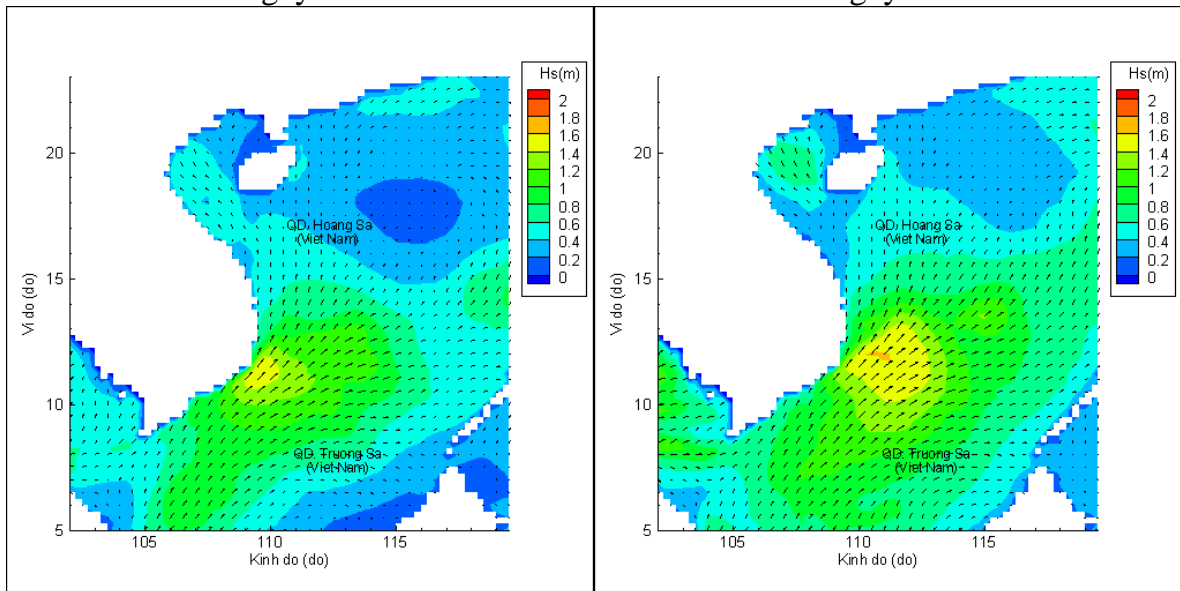 Hs(m)
2
1.8
1.6
1.4
1.2
1
0.8
0.6
0.4
0.2
0
20
15
10
5
Vi do (do)
QD. Hoang Sa
(Viet Nam)
QD. Truong Sa
(Viet Nam)
105
110
115
Kinh do (do)
Hs(m)
2
1.8
1.6
1.4
1.2
1
0.8
0.6
0.4
0.2
0
20
15
10
5
Vi do (do)
QD. Hoang Sa
(Viet Nam)
QD. Truong Sa
(Viet Nam)
105
110
115
Kinh do (do)